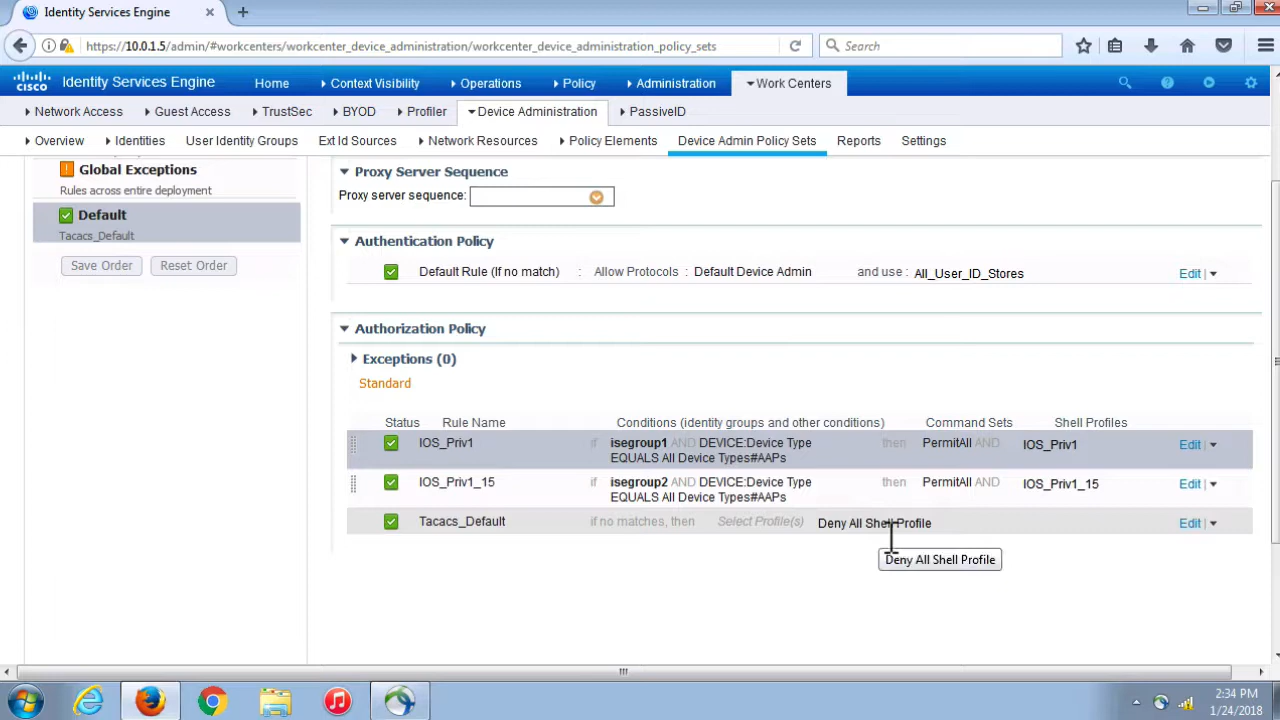 Identity Services Engine
https://10.0.1.5/admin/#workcenters/workcenter_device_administration/workcenter_device_administration_policy_sets
Search
cisco
Identity Services Engine
Home
Context Visibility
Operations
Policy
Administration
Work Centers
Network Access
Guest Access
TrustSec
BYOD
Profiler
Device Administration
PassiveID
Overview
Identities
User Identity Groups
Ext Id Sources
Network Resources
Policy Elements
Device Admin Policy Sets
Reports
Settings
Global Exceptions
Rules across entire deployment
Default
Tacacs_Default
Save Order
Reset Order
Proxy Server Sequence
Proxy server sequence:
Authentication Policy
Default Rule (If no match) : Allow Protocols : Default Device Admin and use : All_User_ID_Stores Edit |
Authorization Policy
Exceptions (0)
Standard
Status Rule Name Conditions (identity groups and other conditions) Command Sets Shell Profiles
IOS_Priv1 if isegroup1 AND DEVICE:Device Type then PermitAll AND IOS_Priv1 Edit |
EQUALS All Device Types#AAPs
IOS_Priv1_15 if isegroup2 AND DEVICE:Device Type then PermitAll AND IOS_Priv1_15 Edit |
EQUALS All Device Types#AAPs
Tacacs_Default if no matches, then Select Profile(s) Deny All Shell Profile Edit |
Deny All Shell Profile
2:34 PM
1/24/2018